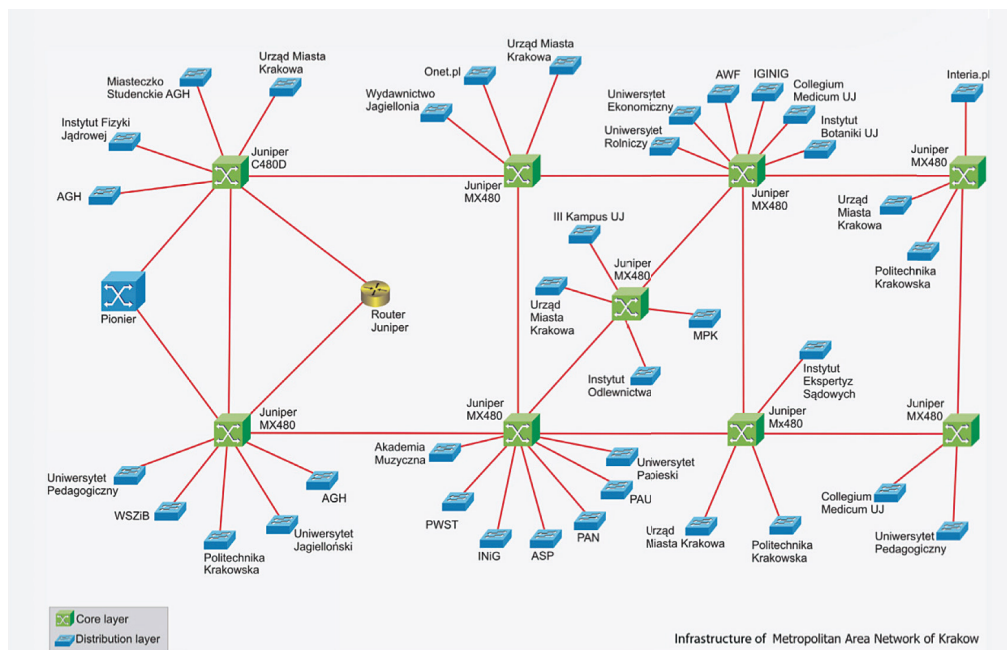 Miasteczko
Studenckie AGH
Urząd Miasta
Krakowa
Instytut Fizyki
Jądrowej
AGH
Juniper
C480D
Onet.pl
Urząd Miasta
Krakowa
Wydawnictwo
Jagiellonia
Juniper
MX480
Uniwersytet
Ekonomiczny
AWF
IGINIG
Collegium
Medicum UJ
Uniwersytet
Rolniczy
Instytut
Botaniki UJ
Juniper
MX480
Interia.pl
Juniper
MX480
Urząd
Miasta
Krakowa
Politechnika
Krakowska
Pionier
Router
Juniper
III Kampus UJ
Juniper
MX480
Urząd
Miasta
Krakowa
MPK
Instytut
Odlewnictwa
Juniper
MX480
Uniwersytet
Pedagogiczny
WSZiB
Politechnika
Krakowska
Uniwersytet
Jagielloński
AGH
Juniper
MX480
Akademia
Muzyczna
PWST
INiG
ASP
PAN
PAU
Uniwersytet
Papieski
Juniper
Mx480
Instytut
Ekspertyz
Sądowych
Urząd
Miasta Krakowa
Politechnika
Krakowska
Juniper
MX480
Collegium
Medicum UJ
Uniwersytet
Pedagogiczny
Core layer
Distribution layer
Infrastructure of Metropolitan Area Network of Krakow